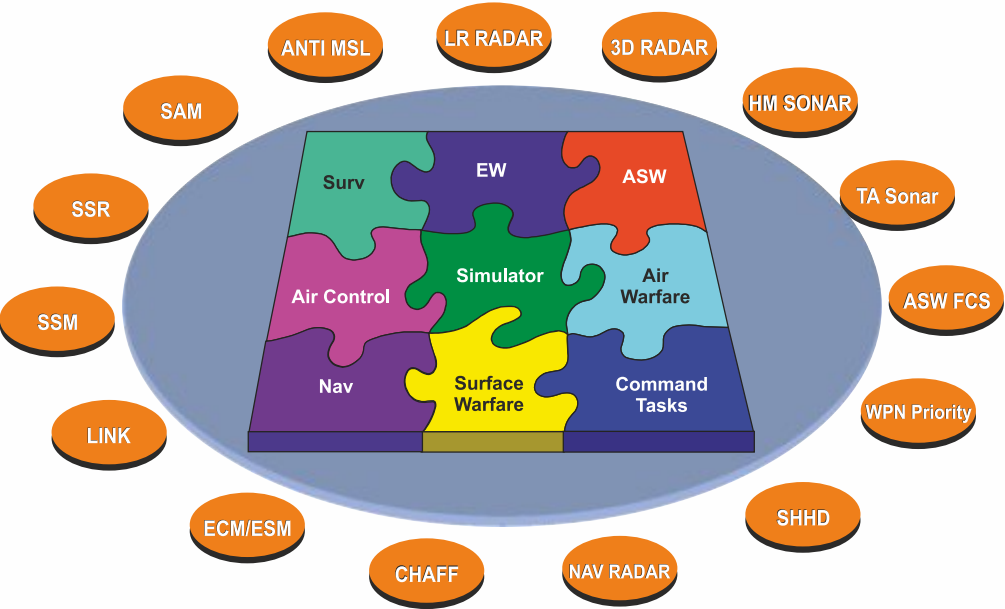 LR RADAR
ANTI MSL
3D RADAR
SAM
HM SONAR
SSR
TA Sonar
SSM
ASW FCS
LINK
WPN Priority
ECM/ESM
SHHD
CHAFF
NAV RADAR
Surv
EW
ASW
Air Control
Simulator
Air
Warfare
Nav
Surface
Warfare
Command
Tasks